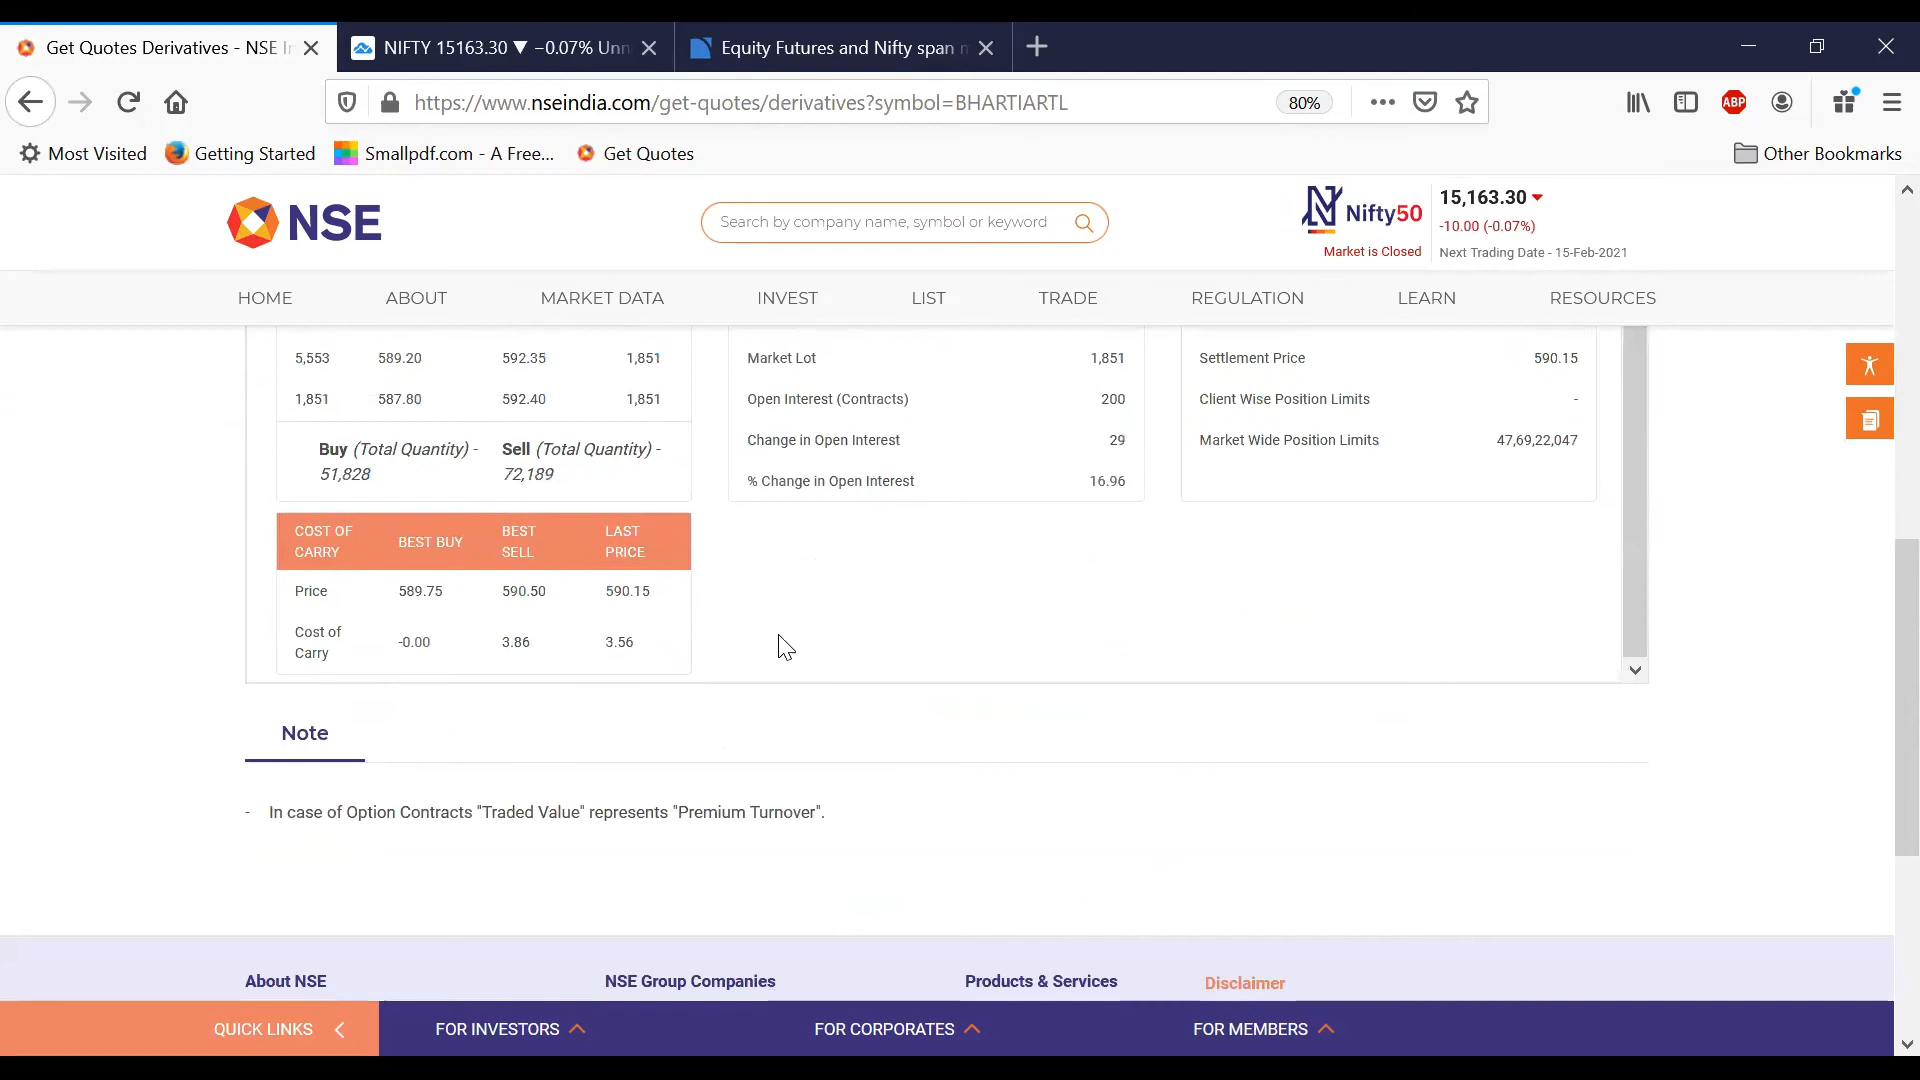 Get Quotes Derivatives - NSE In
NIFTY 15163.30 ▼ −0.07% Unn
Equity Futures and Nifty span m
https://www.nseindia.com/get-quotes/derivatives?symbol=BHARTIARTL
80%
ABP
Most Visited
Getting Started
Smallpdf.com - A Free...
Get Quotes
Other Bookmarks
NSE
Search by company name, symbol or keyword
Nifty50
Market is Closed
15,163.30
-10.00 (-0.07%)
Next Trading Date - 15-Feb-2021
HOME
ABOUT
MARKET DATA
INVEST
LIST
TRADE
REGULATION
LEARN
RESOURCES
5,553 589.20 592.35 1,851
1,851 587.80 592.40 1,851
Buy (Total Quantity) - 51,828
Sell (Total Quantity) - 72,189
COST OF CARRY BEST BUY BEST SELL LAST PRICE
Price 589.75 590.50 590.15
Cost of Carry -0.00 3.86 3.56
Market Lot 1,851
Open Interest (Contracts) 200
Change in Open Interest 29
% Change in Open Interest 16.96
Settlement Price 590.15
Client Wise Position Limits -
Market Wide Position Limits 47,69,22,047
Note
- In case of Option Contracts "Traded Value" represents "Premium Turnover".
About NSE
NSE Group Companies
Products & Services
Disclaimer
QUICK LINKS
FOR INVESTORS
FOR CORPORATES
FOR MEMBERS